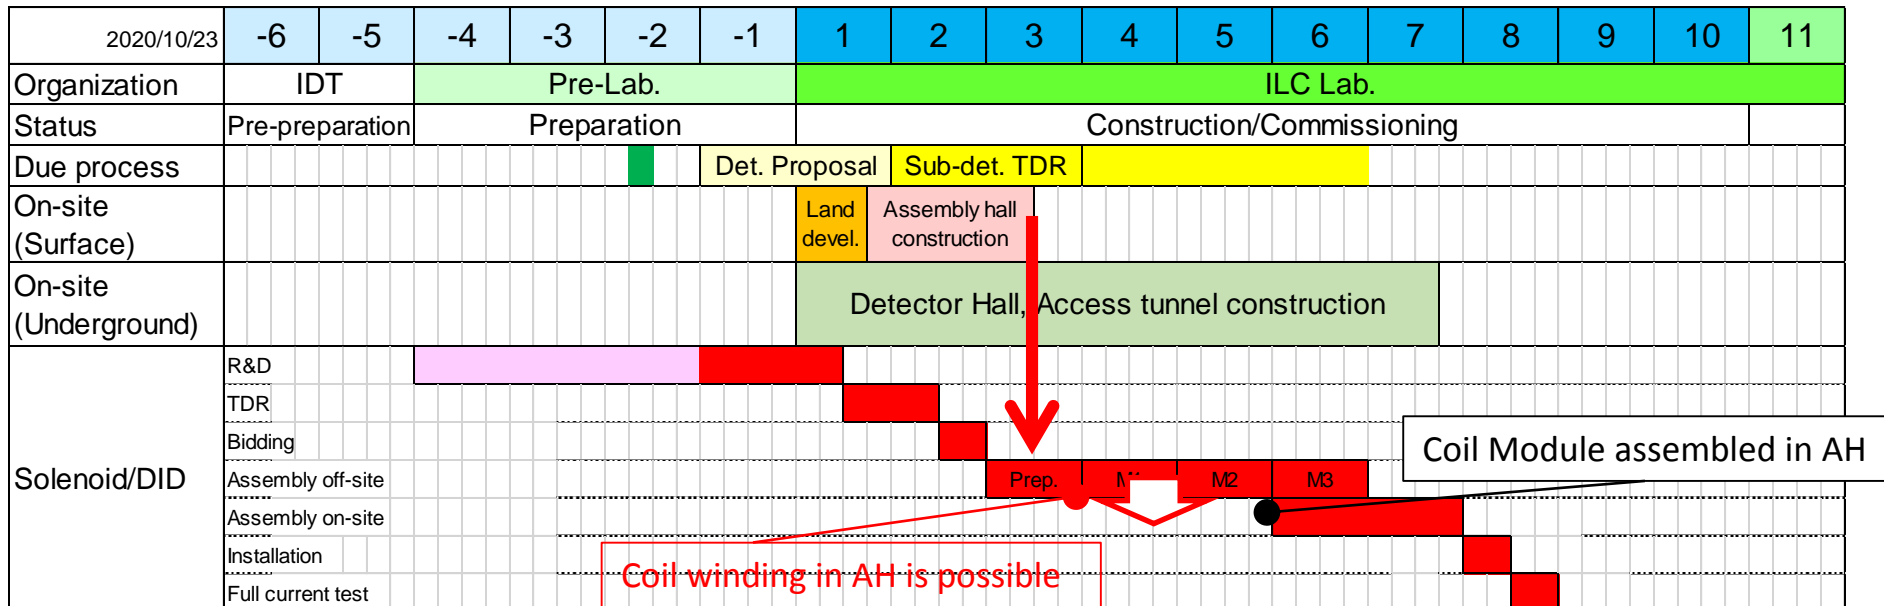 2020/10/23 -6 -5 -4 -3 -2 -1 1 2 3 4 5 6 7 8 9 10 11
Organization IDT Pre-Lab. ILC Lab.
Status Pre-preparation Preparation Construction/Commissioning
Due process Det. Proposal Sub-det. TDR
On-site
(Surface)
Land
devel.
Assembly hall
construction
On-site
(Underground)
Detector Hall, Access tunnel construction
Solenoid/DID
R&D
TDR
Bidding
Assembly off-site Prep. M2 M3
Assembly on-site
Installation
Full current test
Coil Module assembled in AH
Coil winding in AH is possible